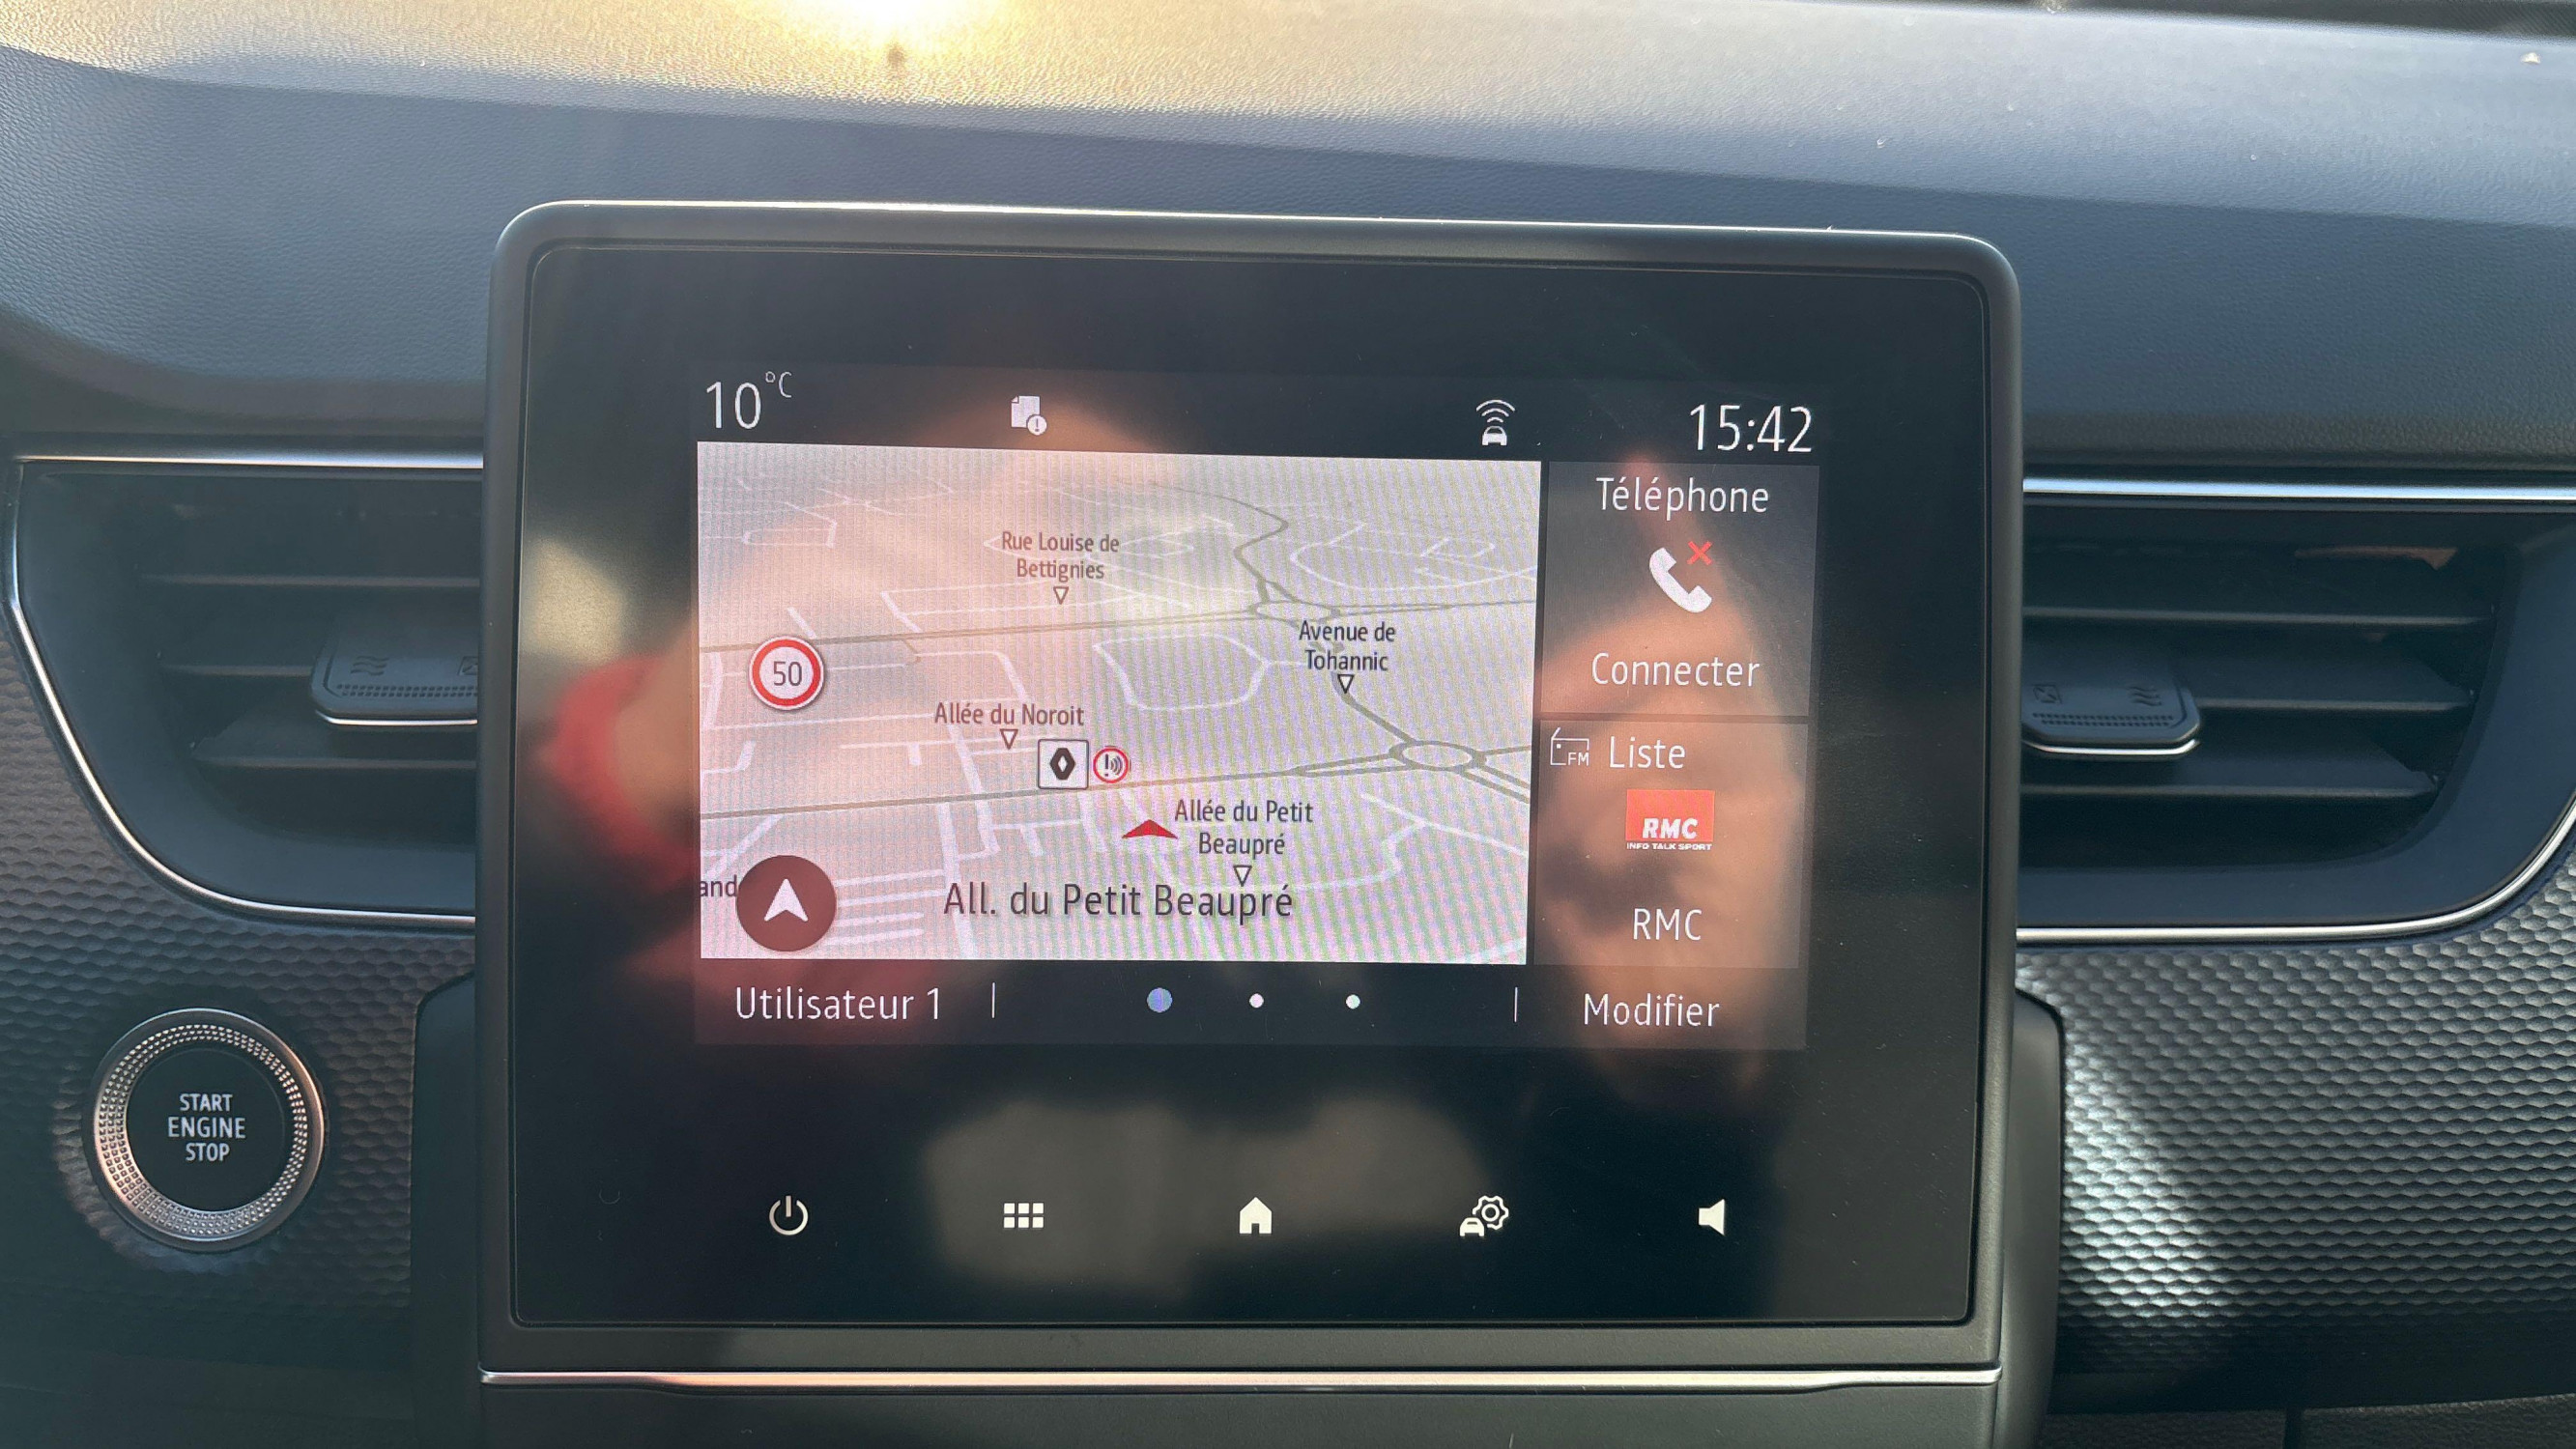 10°C
15:42
Téléphone
Connecter
Rue Louise de
Bettignies
Avenue de
Tohannic
50
Allée du Noroit
Allée du Petit
Beaupré
and
All. du Petit Beaupré
FM Liste
RMC
INFO TALK SPORT
RMC
Utilisateur 1
Modifier
START
ENGINE
STOP